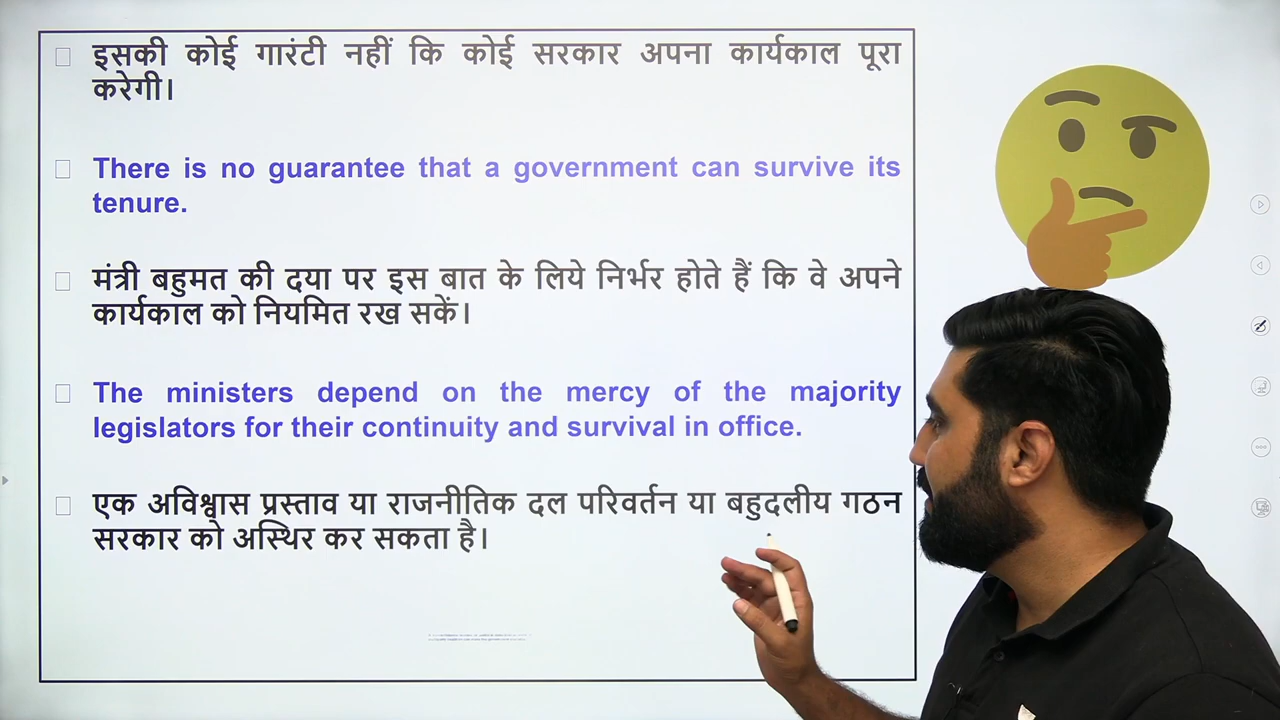 इसकी कोई गारंटी नहीं कि कोई सरकार अपना कार्यकाल पूरा
करेगी।
There is no guarantee that a government can survive its
tenure.
मंत्री बहुमत की दया पर इस बात के लिये निर्भर होते हैं कि वे अपने
कार्यकाल को नियमित रख सकें।
The ministers depend on the mercy of the majority
legislators for their continuity and survival in office.
एक अविश्वास प्रस्ताव या राजनीतिक दल परिवर्तन या बहुदलीय गठन
सरकार को अस्थिर कर सकता है।